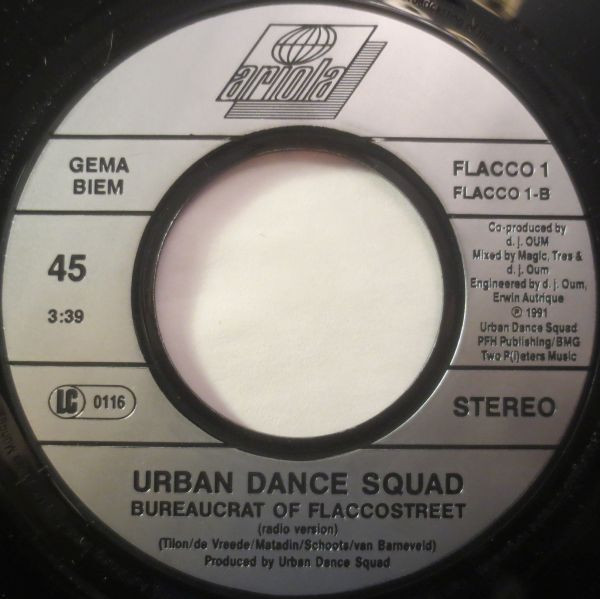 ariola
GEMA
BIEM
FLACCO 1
FLACCO 1-B
45
3:39
Co-produced by
d. j. OUM
Mixed by Magic, Tres &
d. j. Oum
Engineered by d. j. Oum,
Erwin Autrique
℗ 1991
Urban Dance Squad
PFH Publishing/BMG
Two P(i)eters Music
LC 0116
STEREO
URBAN DANCE SQUAD
BUREAUCRAT OF FLACCOSTREET
(radio version)
(Tilon/de Vreede/Matadin/Schoots/van Barneveld)
Produced by Urban Dance Squad